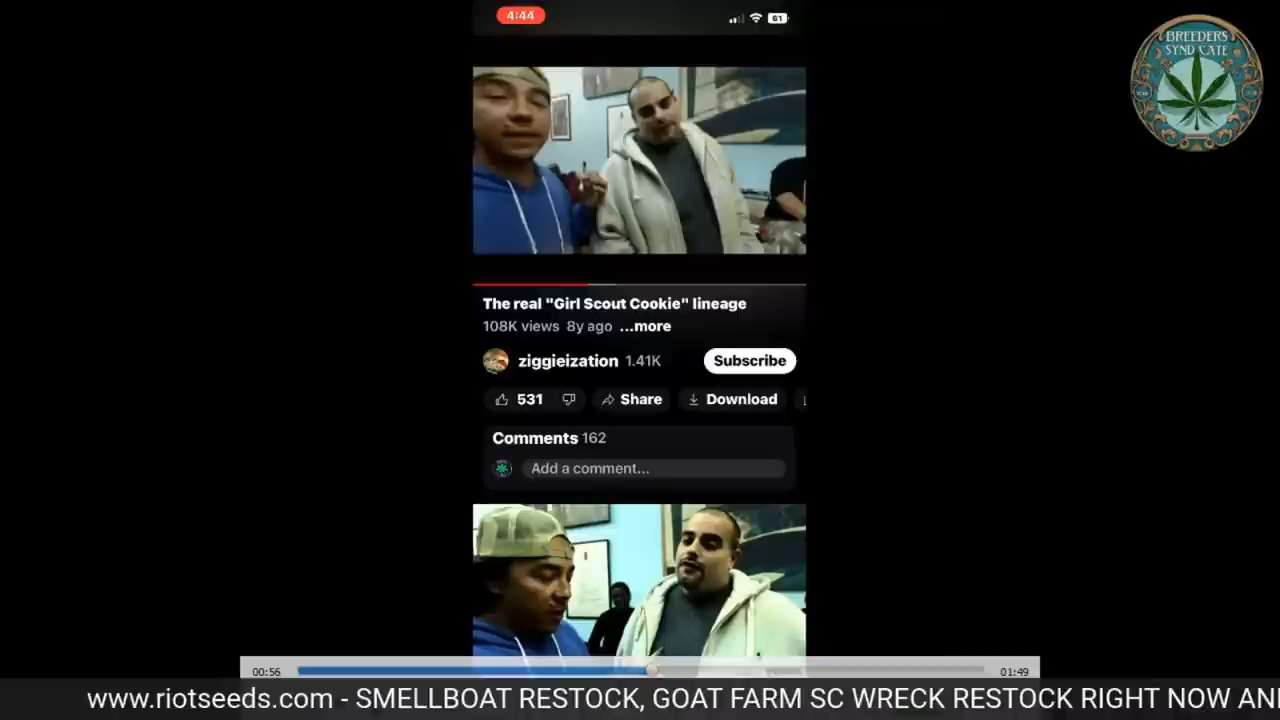 4:44
61
BREEDERS
SYNDICATE
The real "Girl Scout Cookie" lineage
108K views 8y ago ...more
ziggieization 1.41K Subscribe
531 Share Download
Comments 162
Add a comment...
00:56 01:49
www.riotseeds.com - SMELLBOAT RESTOCK, GOAT FARM SC WRECK RESTOCK RIGHT NOW AN